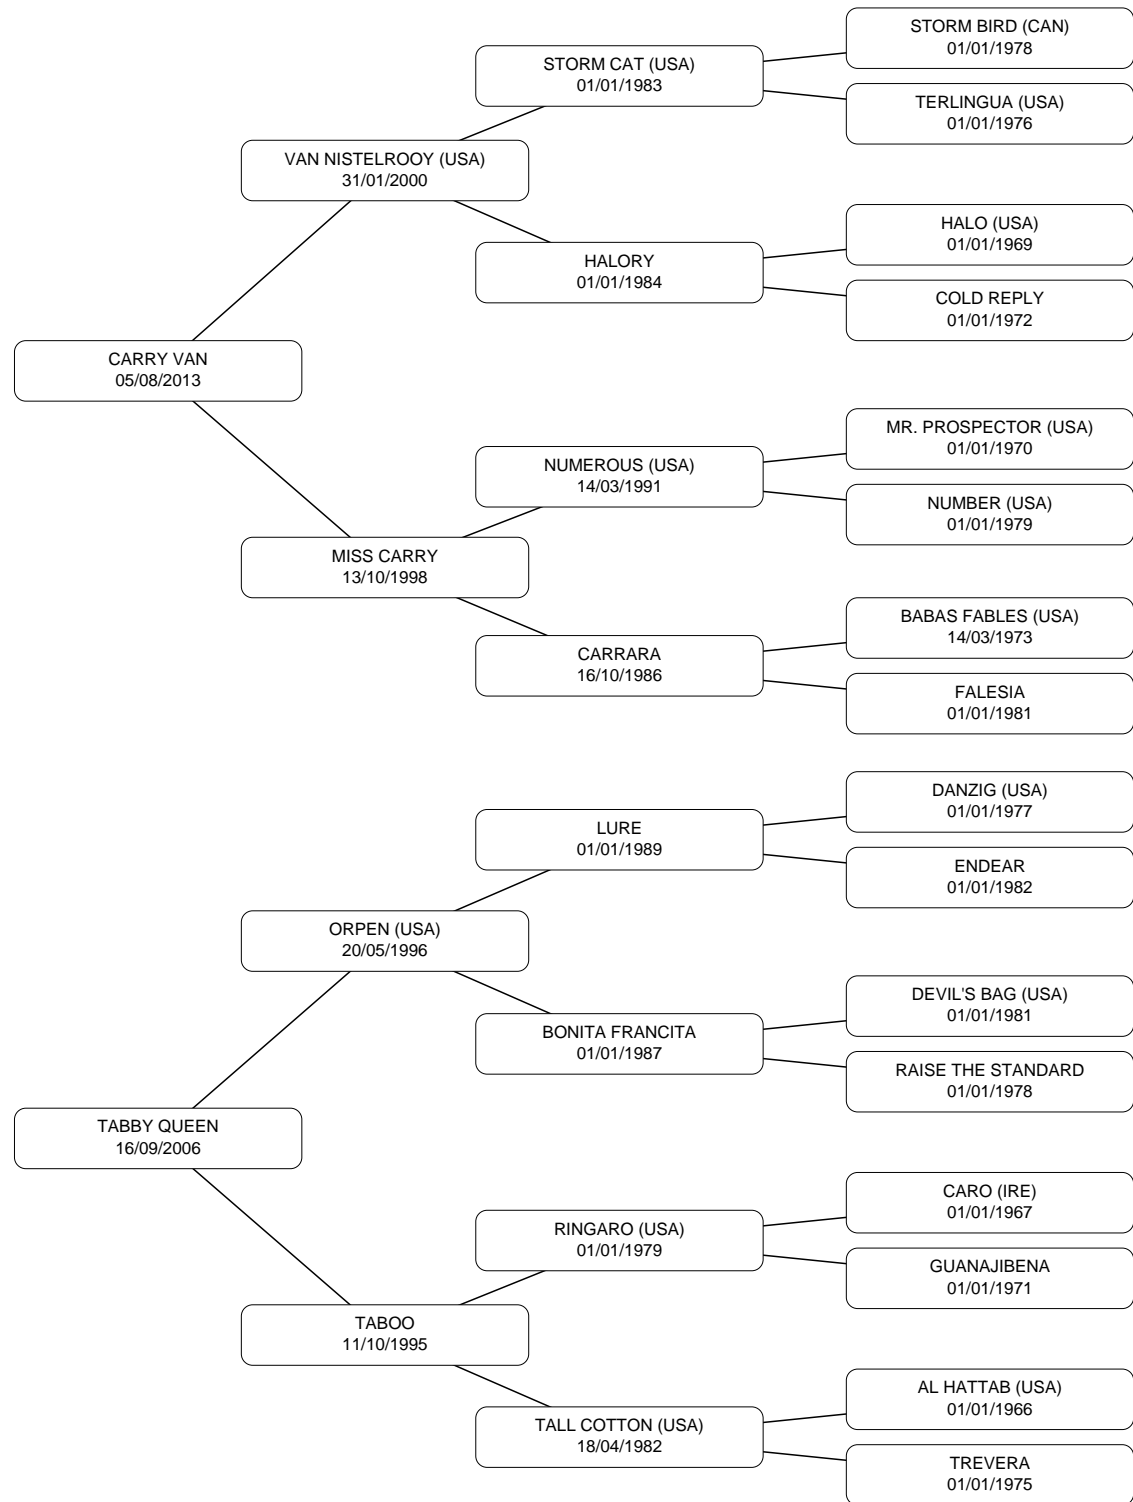 STORM BIRD (CAN)
01/01/1978
STORM CAT (USA)
01/01/1983
TERLINGUA (USA)
01/01/1976
VAN NISTELROOY (USA)
31/01/2000
HALO (USA)
01/01/1969
HALORY
01/01/1984
COLD REPLY
01/01/1972
CARRY VAN
05/08/2013
MR. PROSPECTOR (USA)
01/01/1970
NUMEROUS (USA)
14/03/1991
NUMBER (USA)
01/01/1979
MISS CARRY
13/10/1998
BABAS FABLES (USA)
14/03/1973
CARRARA
16/10/1986
FALESIA
01/01/1981
DANZIG (USA)
01/01/1977
LURE
01/01/1989
ENDEAR
01/01/1982
ORPEN (USA)
20/05/1996
DEVIL'S BAG (USA)
01/01/1981
BONITA FRANCITA
01/01/1987
RAISE THE STANDARD
01/01/1978
TABBY QUEEN
16/09/2006
CARO (IRE)
01/01/1967
RINGARO (USA)
01/01/1979
GUANAJIBENA
01/01/1971
TABOO
11/10/1995
AL HATTAB (USA)
01/01/1966
TALL COTTON (USA)
18/04/1982
TREVERA
01/01/1975